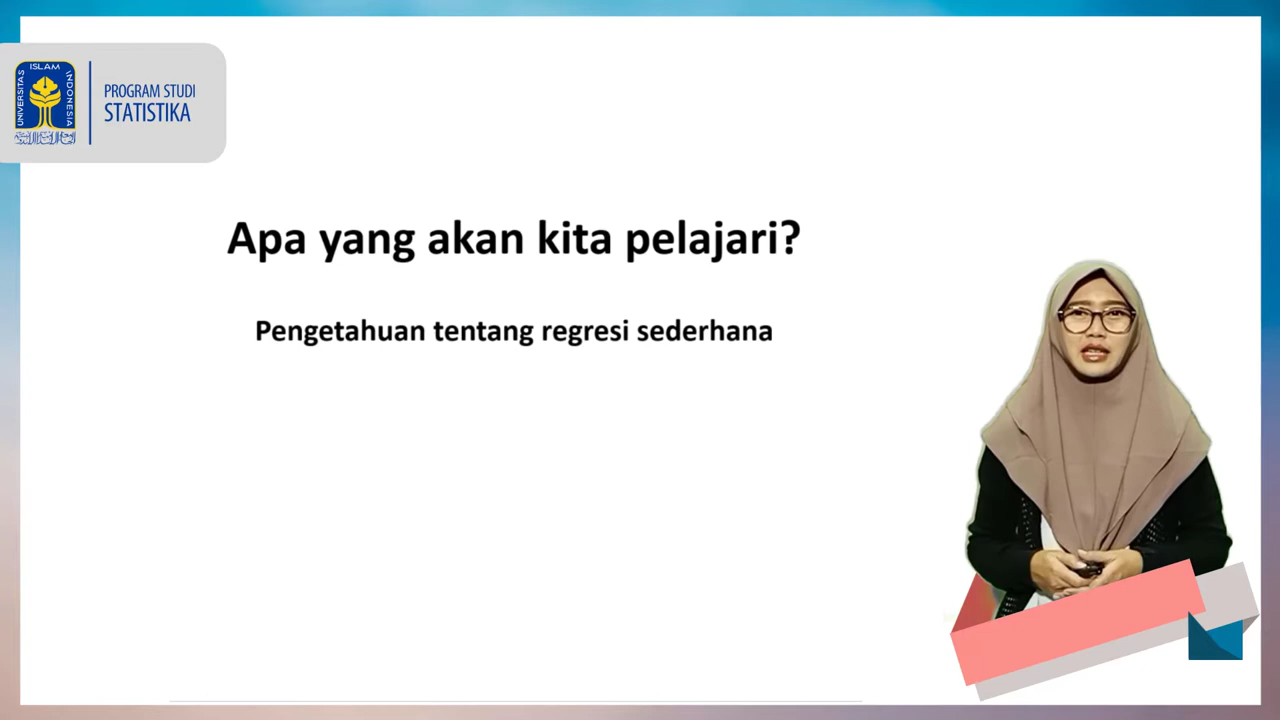 UNIVERSITAS ISLAM INDONESIA
PROGRAM STUDI
STATISTIKA
Apa yang akan kita pelajari?
Pengetahuan tentang regresi sederhana